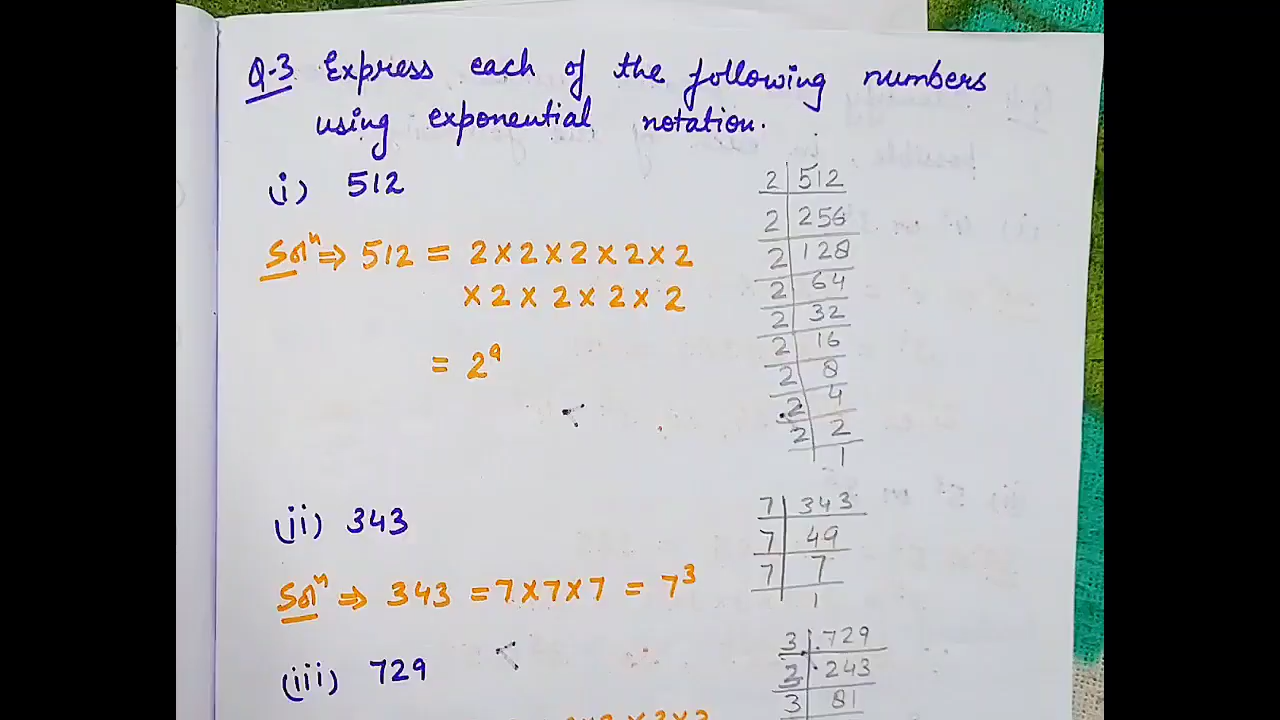 Q.3 Express each of the following numbers
using exponential notation.
(i) 512
Solⁿ ⇒ 512 = 2×2×2×2×2
×2×2×2×2
= 2⁹
2 | 512
2 | 256
2 | 128
2 | 64
2 | 32
2 | 16
2 | 8
2 | 4
2 | 2
1
(ii) 343
Solⁿ ⇒ 343 = 7×7×7 = 7³
7 | 343
7 | 49
7 | 7
1
(iii) 729
3 | 729
3 | 243
3 | 81